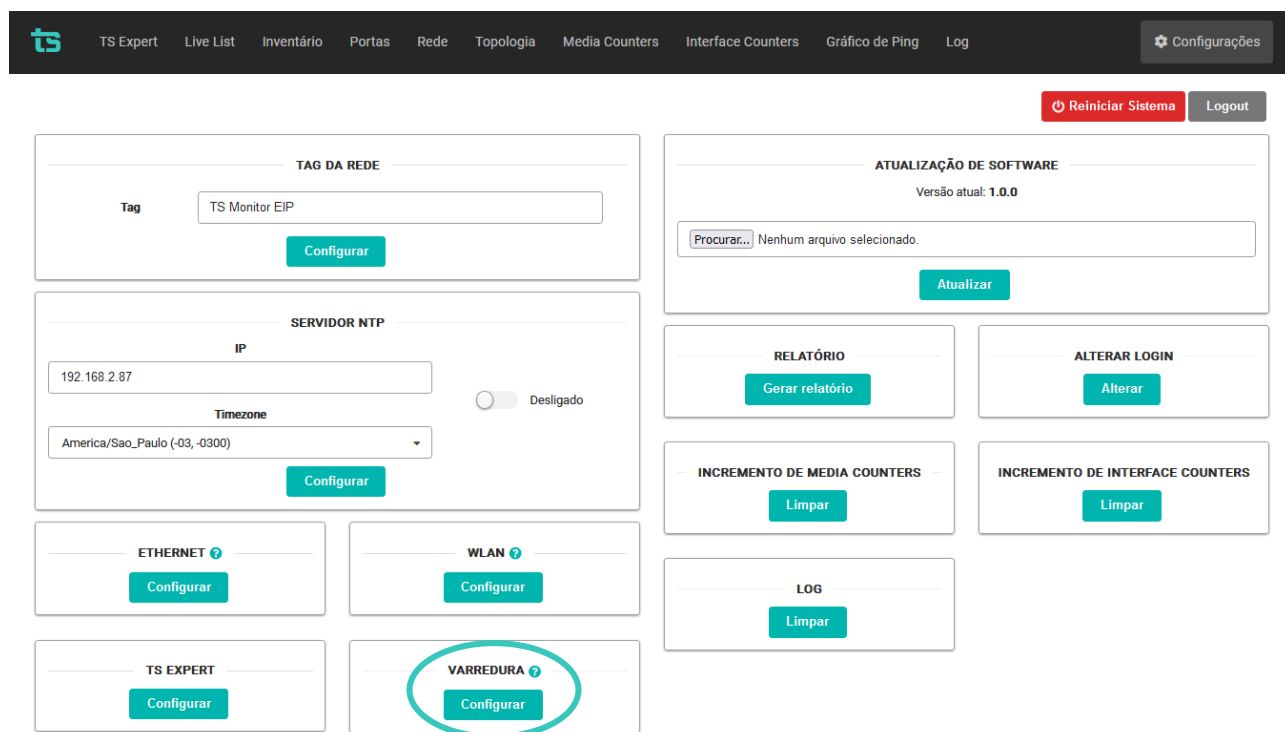 ts TS Expert Live List Inventário Portas Rede Topologia Media Counters Interface Counters Gráfico de Ping Log Configurações
Reiniciar Sistema Logout
TAG DA REDE
Tag TS Monitor EIP
Configurar
SERVIDOR NTP
IP
192.168.2.87
Desligado
Timezone
America/Sao_Paulo (-03, -0300)
Configurar
ETHERNET ?
Configurar
WLAN ?
Configurar
TS EXPERT
Configurar
VARREDURA ?
Configurar
ATUALIZAÇÃO DE SOFTWARE
Versão atual: 1.0.0
Procurar... Nenhum arquivo selecionado.
Atualizar
RELATÓRIO
Gerar relatório
ALTERAR LOGIN
Alterar
INCREMENTO DE MEDIA COUNTERS
Limpar
INCREMENTO DE INTERFACE COUNTERS
Limpar
LOG
Limpar